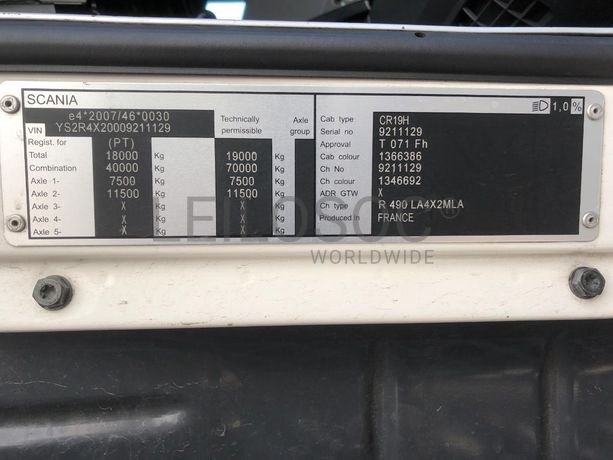 SCANIA
e4*2007/46*0030
VIN YS2R4X20009211129
Technically permissible
Axle group
Regist. for (PT)
Total 18000 Kg 19000 Kg
Combination 40000 Kg 70000 Kg
Axle 1- 7500 Kg 7500 Kg
Axle 2- 11500 Kg 11500 Kg
Axle 3- X Kg X Kg
Axle 4- X Kg X Kg
Axle 5- X Kg X Kg
1,0 %
Cab type CR19H
Serial no 9211129
Approval T 071 Fh
Cab colour 1366386
Ch No 9211129
Ch colour 1346692
ADR GTW X
Ch type R 490 LA4X2MLA
Produced in FRANCE
LEILOSOC®
WORLDWIDE